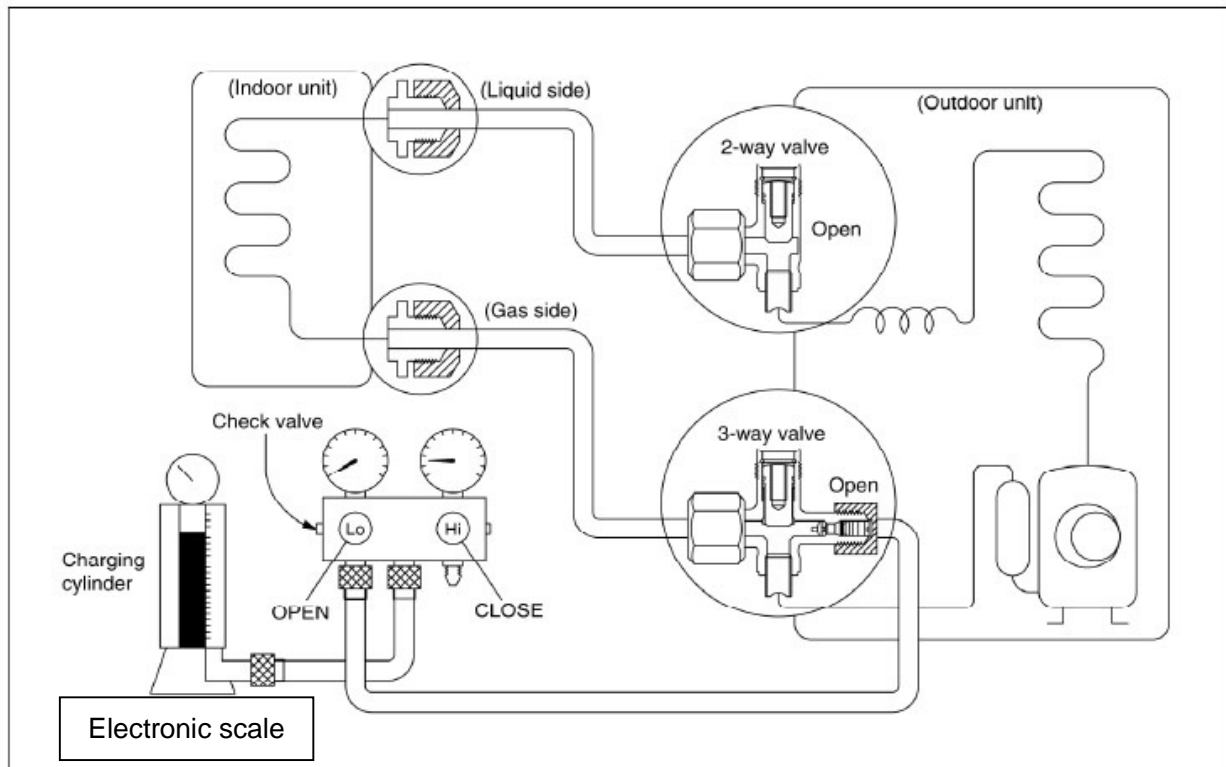 (Indoor unit)
(Liquid side)
(Outdoor unit)
2-way valve
Open
(Gas side)
Check valve
3-way valve
Open
Lo
Hi
Charging
cylinder
OPEN
CLOSE
Electronic scale